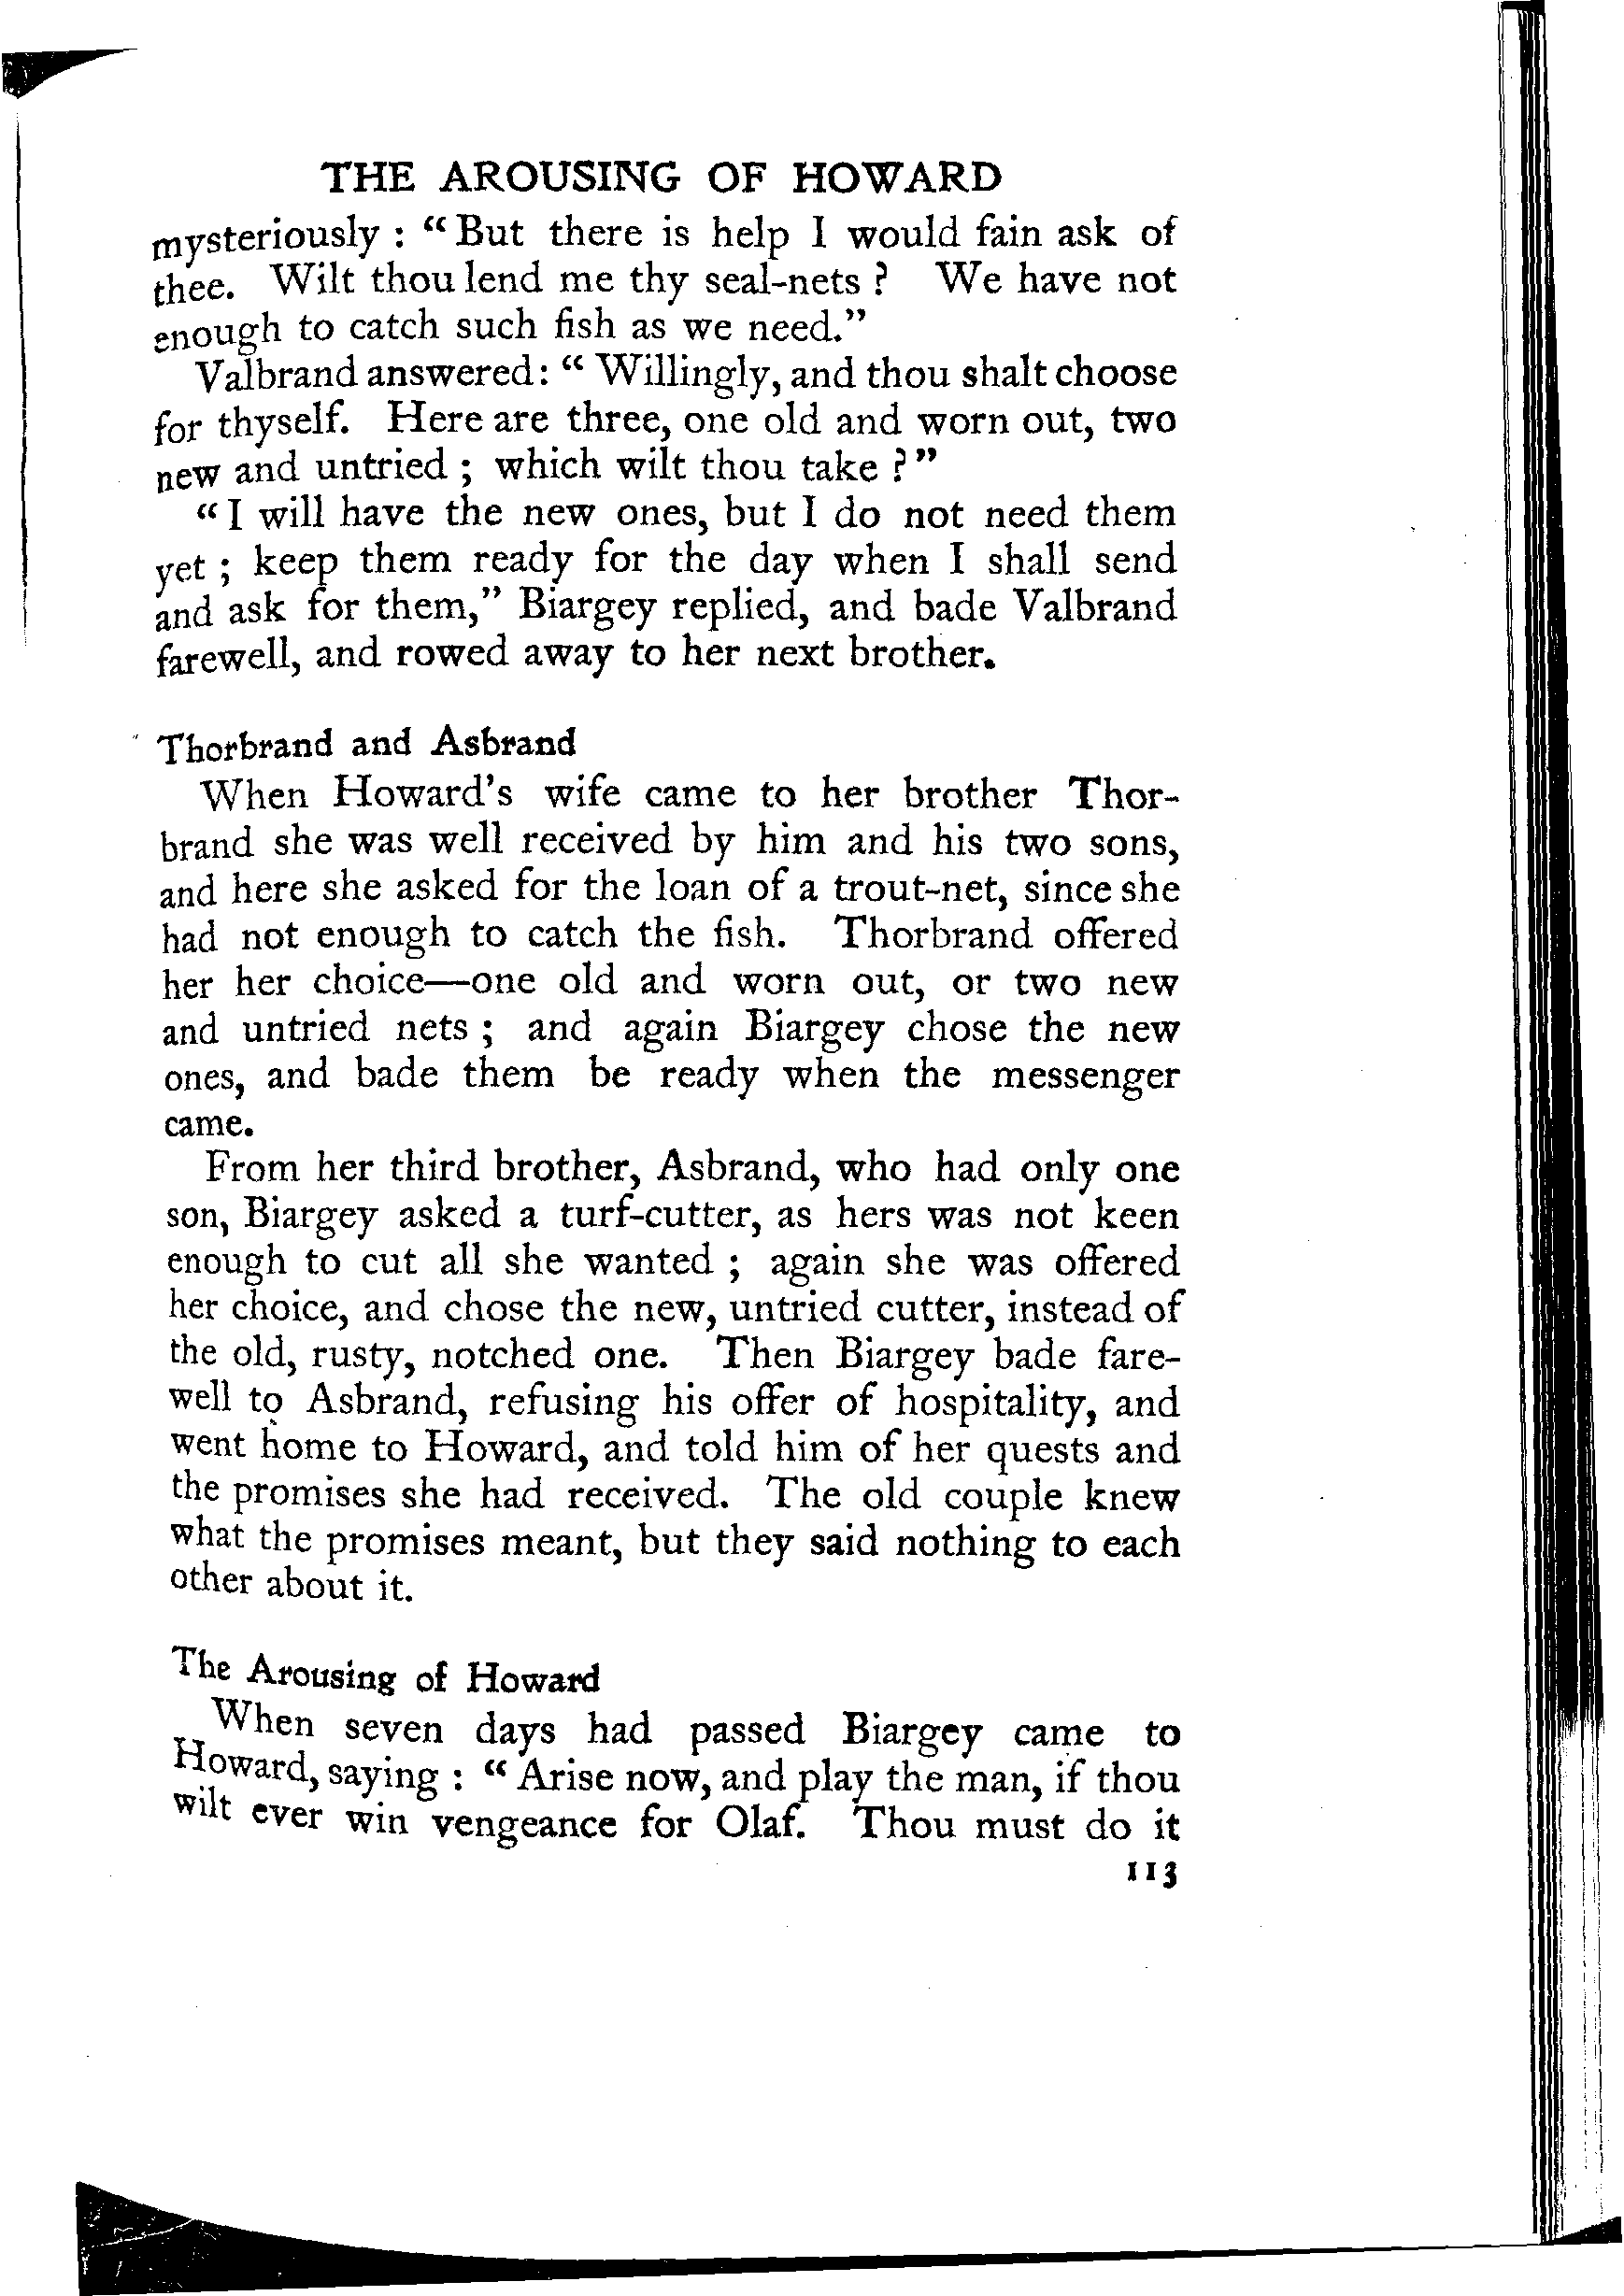 THE AROUSING OF HOWARD
mysteriously : “ But there is help I would fain ask of
thee. Wilt thou lend me thy seal-nets ? We have not
enough to catch such fish as we need.”
Valbrand answered: “ Willingly, and thou shalt choose
for thyself. Here are three, one old and worn out, two
new and untried ; which wilt thou take ? ”
“ I will have the new ones, but I do not need them
yet ; keep them ready for the day when I shall send
and ask for them,” Biargey replied, and bade Valbrand
farewell, and rowed away to her next brother.
Thorbrand and Asbrand
When Howard's wife came to her brother Thor-
brand she was well received by him and his two sons,
and here she asked for the loan of a trout-net, since she
had not enough to catch the fish. Thorbrand offered
her her choice—one old and worn out, or two new
and untried nets ; and again Biargey chose the new
ones, and bade them be ready when the messenger
came.
From her third brother, Asbrand, who had only one
son, Biargey asked a turf-cutter, as hers was not keen
enough to cut all she wanted ; again she was offered
her choice, and chose the new, untried cutter, instead of
the old, rusty, notched one. Then Biargey bade fare-
well to Asbrand, refusing his offer of hospitality, and
went home to Howard, and told him of her quests and
the promises she had received. The old couple knew
what the promises meant, but they said nothing to each
other about it.
The Arousing of Howard
When seven days had passed Biargey came to
Howard, saying : “ Arise now, and play the man, if thou
wilt ever win vengeance for Olaf. Thou must do it
113